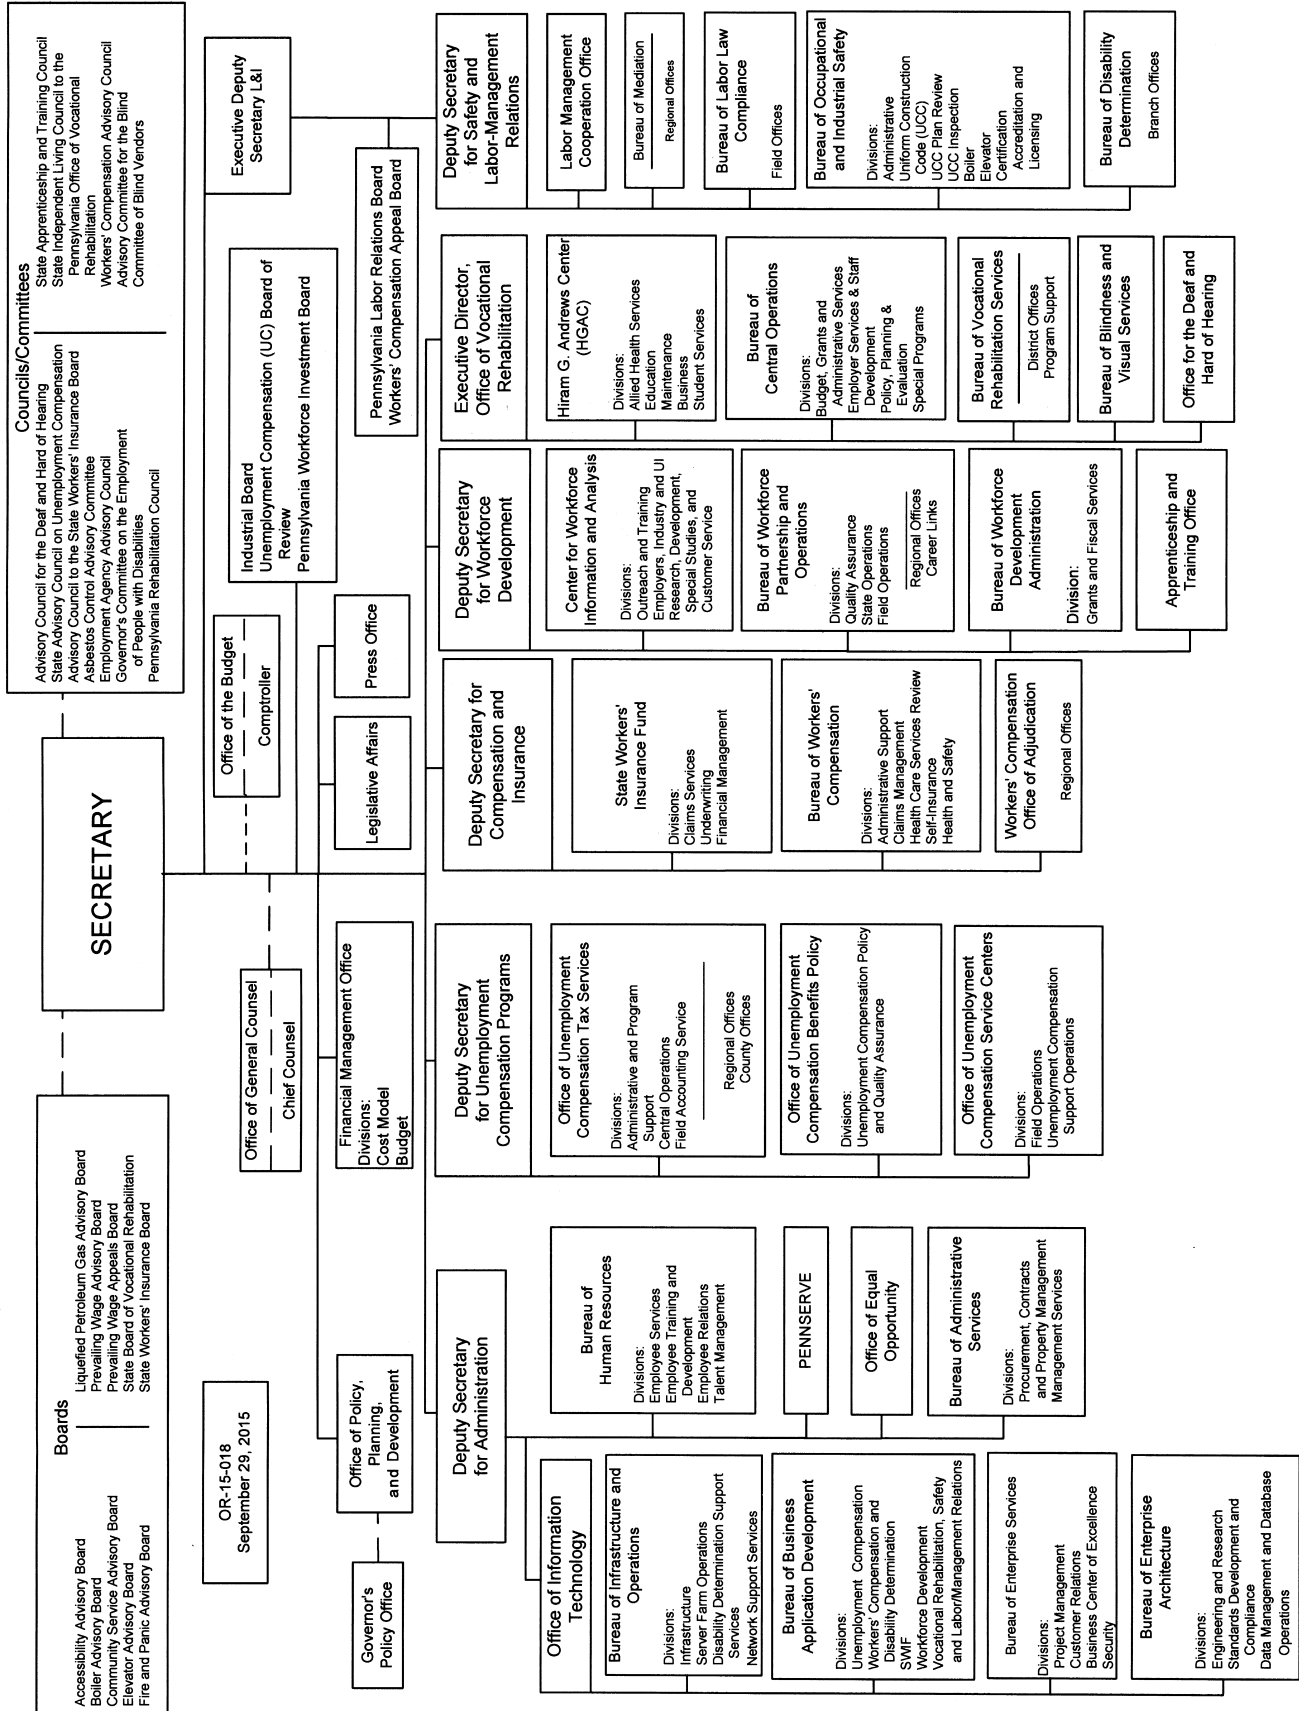 Boards
Accessibility Advisory Board
Boiler Advisory Board
Community Service Advisory Board
Elevator Advisory Board
Fire and Panic Advisory Board
Liquefied Petroleum Gas Advisory Board
Prevailing Wage Advisory Board
Prevailing Wage Appeals Board
State Board of Vocational Rehabilitation
State Workers' Insurance Board
SECRETARY
Councils/Committees
Advisory Council for the Deaf and Hard of Hearing
State Advisory Council on Unemployment Compensation
Advisory Council to the State Workers' Insurance Board
Asbestos Control Advisory Committee
Employment Agency Advisory Council
Governor's Committee on the Employment
of People with Disabilities
Pennsylvania Rehabilitation Council
State Apprenticeship and Training Council
State Independent Living Council to the
Pennsylvania Office of Vocational
Rehabilitation
Workers' Compensation Advisory Council
Advisory Committee for the Blind
Committee of Blind Vendors
OR-15-018
September 29, 2015
Office of General Counsel
Chief Counsel
Office of the Budget
Comptroller
Industrial Board
Unemployment Compensation (UC) Board of
Review
Pennsylvania Workforce Investment Board
Executive Deputy
Secretary L&I
Governor's
Policy Office
Office of Policy,
Planning,
and Development
Financial Management Office
Divisions:
Cost Model
Budget
Legislative Affairs
Press Office
Pennsylvania Labor Relations Board
Workers' Compensation Appeal Board
Deputy Secretary
for Administration
Office of Information
Technology
Bureau of Infrastructure and
Operations
Divisions:
Infrastructure
Server Farm Operations
Disability Determination Support
Services
Network Support Services
Bureau of Business
Application Development
Divisions:
Unemployment Compensation
Workers' Compensation and
Disability Determination
SWIF
Workforce Development
Vocational Rehabilitation, Safety
and Labor/Management Relations
Bureau of Enterprise Services
Divisions:
Project Management
Customer Relations
Business Center of Excellence
Security
Bureau of Enterprise
Architecture
Divisions:
Engineering and Research
Standards Development and
Compliance
Data Management and Database
Operations
Bureau of
Human Resources
Divisions:
Employee Services
Employee Training and
Development
Employee Relations
Talent Management
PENNSERVE
Office of Equal
Opportunity
Bureau of Administrative
Services
Divisions:
Procurement, Contracts
and Property Management
Management Services
Deputy Secretary
for Unemployment
Compensation Programs
Office of Unemployment
Compensation Tax Services
Divisions:
Administrative and Program
Support
Central Operations
Field Accounting Service
Regional Offices
County Offices
Office of Unemployment
Compensation Benefits Policy
Divisions:
Unemployment Compensation Policy
and Quality Assurance
Office of Unemployment
Compensation Service Centers
Divisions:
Field Operations
Unemployment Compensation
Support Operations
Deputy Secretary for
Compensation and
Insurance
State Workers'
Insurance Fund
Divisions:
Claims Services
Underwriting
Financial Management
Bureau of Workers'
Compensation
Divisions:
Administrative Support
Claims Management
Health Care Services Review
Self-Insurance
Health and Safety
Workers' Compensation
Office of Adjudication
Regional Offices
Deputy Secretary
for Workforce
Development
Center for Workforce
Information and Analysis
Divisions:
Outreach and Training
Employers, Industry and UI
Research, Development,
Special Studies, and
Customer Service
Bureau of Workforce
Partnership and
Operations
Divisions:
Quality Assurance
State Operations
Field Operations
Regional Offices
Career Links
Bureau of Workforce
Development
Administration
Division:
Grants and Fiscal Services
Apprenticeship and
Training Office
Executive Director,
Office of Vocational
Rehabilitation
Hiram G. Andrews Center
(HGAC)
Divisions:
Allied Health Services
Education
Maintenance
Business
Student Services
Bureau of
Central Operations
Divisions:
Budget, Grants and
Administrative Services
Employer Services & Staff
Development
Policy, Planning &
Evaluation
Special Programs
Bureau of Vocational
Rehabilitation Services
District Offices
Program Support
Bureau of Blindness and
Visual Services
Office for the Deaf and
Hard of Hearing
Deputy Secretary
for Safety and
Labor-Management
Relations
Labor Management
Cooperation Office
Bureau of Mediation
Regional Offices
Bureau of Labor Law
Compliance
Field Offices
Bureau of Occupational
and Industrial Safety
Divisions:
Administrative
Uniform Construction
Code (UCC)
UCC Plan Review
UCC Inspection
Boiler
Elevator
Certification
Accreditation and
Licensing
Bureau of Disability
Determination
Branch Offices